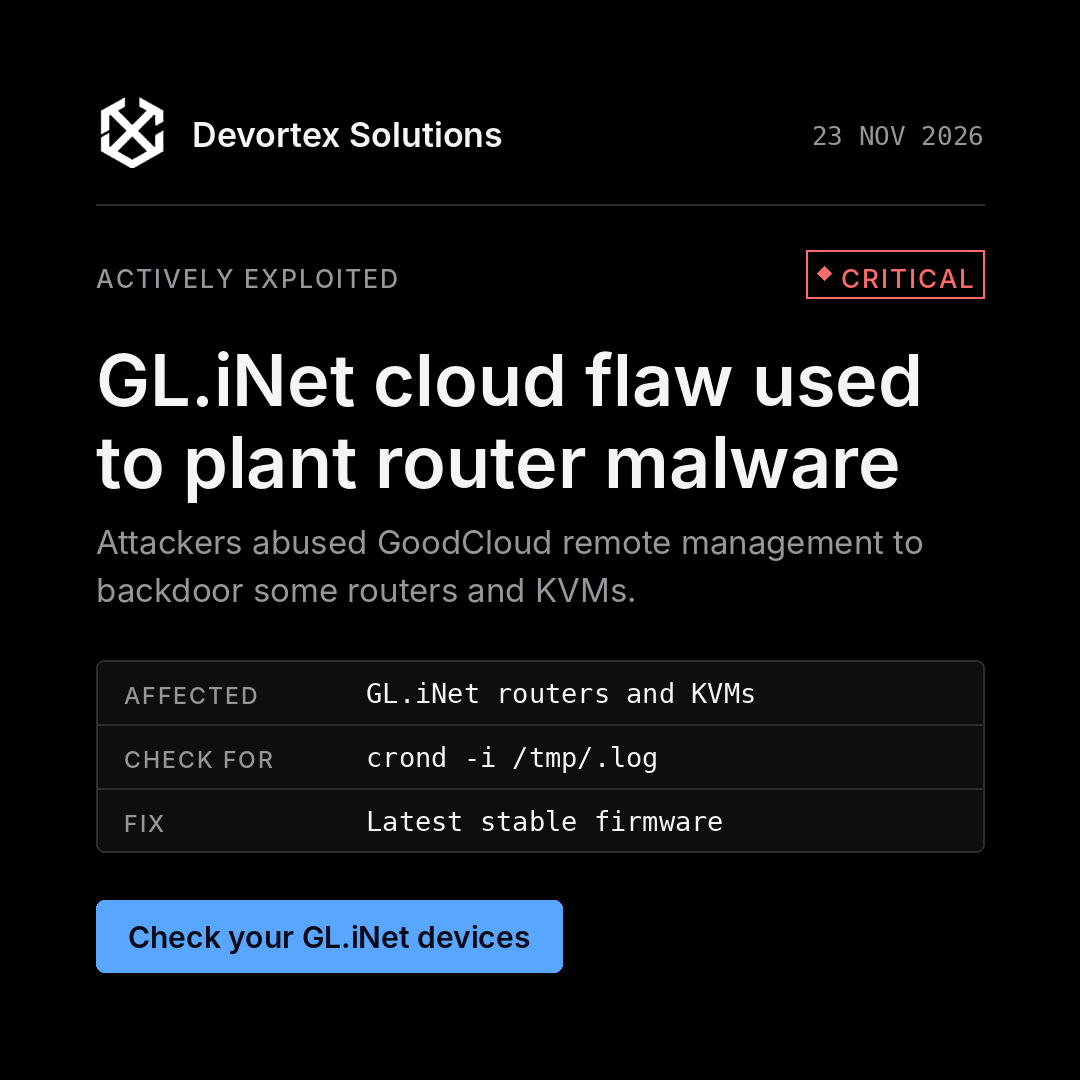 Devortex Solutions
23 NOV 2026
ACTIVELY EXPLOITED
CRITICAL
GL.iNet cloud flaw used
to plant router malware
Attackers abused GoodCloud remote management to
backdoor some routers and KVMs.
AFFECTED GL.iNet routers and KVMs
CHECK FOR crond -i /tmp/.log
FIX Latest stable firmware
Check your GL.iNet devices